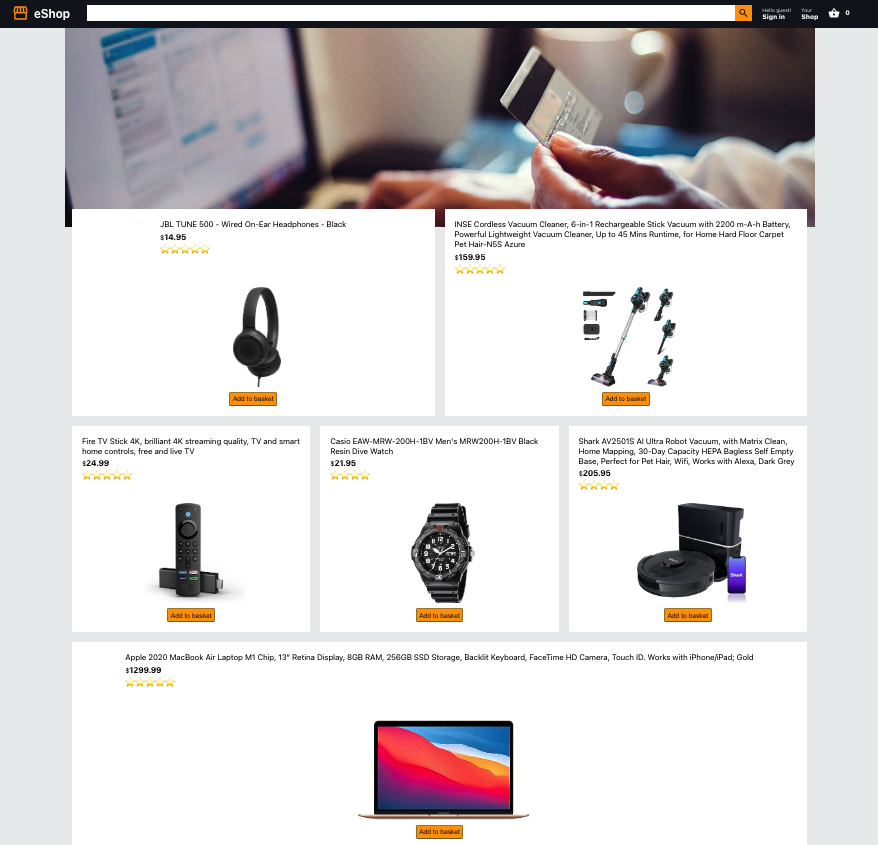 eShop
Hello guest!
Sign in
Your
Shop
0
JBL TUNE 500 - Wired On-Ear Headphones - Black
$14.95
Add to basket
INSE Cordless Vacuum Cleaner, 6-in-1 Rechargeable Stick Vacuum with 2200 m-A-h Battery,
Powerful Lightweight Vacuum Cleaner, Up to 45 Mins Runtime, for Home Hard Floor Carpet
Pet Hair-N5S Azure
$159.95
Add to basket
Fire TV Stick 4K, brilliant 4K streaming quality, TV and smart
home controls, free and live TV
$24.99
Add to basket
Casio EAW-MRW-200H-1BV Men's MRW200H-1BV Black
Resin Dive Watch
$21.95
Add to basket
Shark AV2501S AI Ultra Robot Vacuum, with Matrix Clean,
Home Mapping, 30-Day Capacity HEPA Bagless Self Empty
Base, Perfect for Pet Hair, Wifi, Works with Alexa, Dark Grey
$205.95
Shark
Add to basket
Apple 2020 MacBook Air Laptop M1 Chip, 13" Retina Display, 8GB RAM, 256GB SSD Storage, Backlit Keyboard, FaceTime HD Camera, Touch ID. Works with iPhone/iPad; Gold
$1299.99
Add to basket